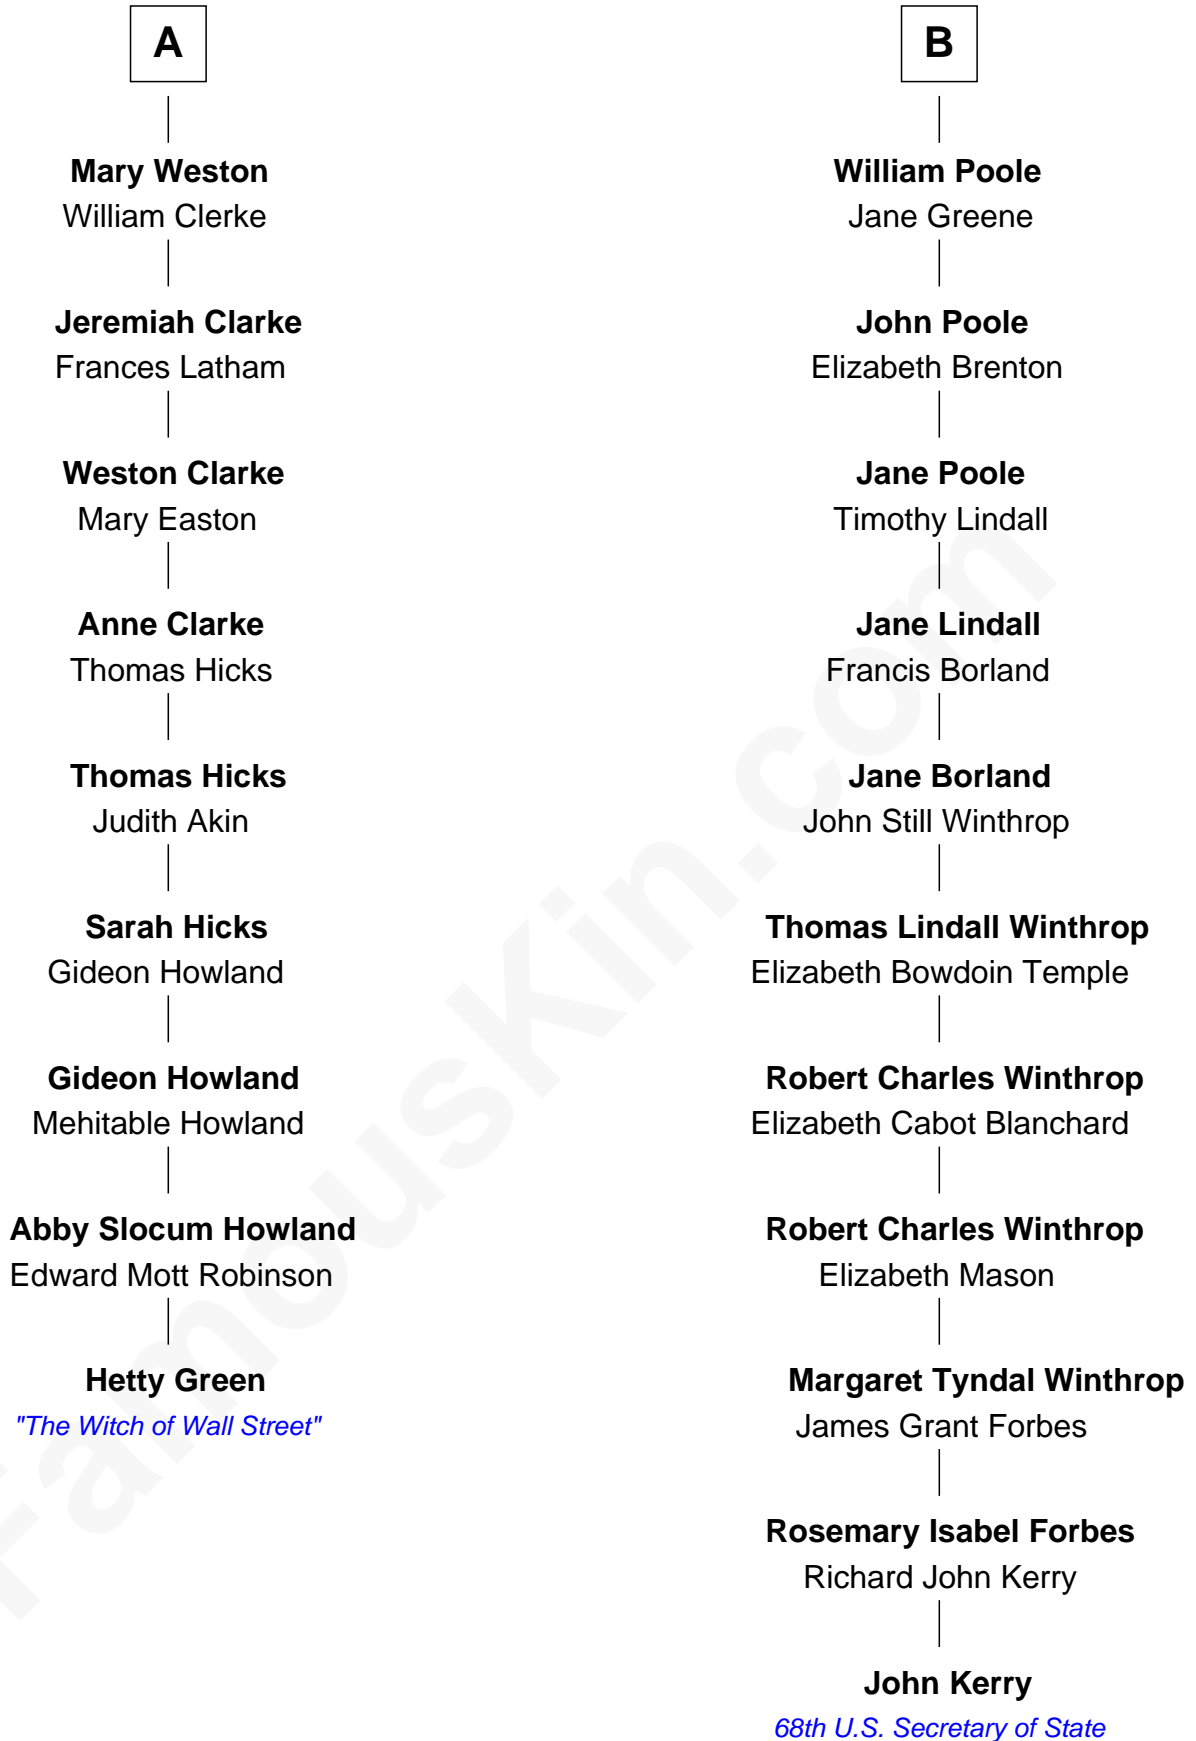 A
Mary Weston
William Clerke
Jeremiah Clarke
Frances Latham
Weston Clarke
Mary Easton
Anne Clarke
Thomas Hicks
Thomas Hicks
Judith Akin
Sarah Hicks
Gideon Howland
Gideon Howland
Mehitable Howland
Abby Slocum Howland
Edward Mott Robinson
Hetty Green
"The Witch of Wall Street"
B
William Poole
Jane Greene
John Poole
Elizabeth Brenton
Jane Poole
Timothy Lindall
Jane Lindall
Francis Borland
Jane Borland
John Still Winthrop
Thomas Lindall Winthrop
Elizabeth Bowdoin Temple
Robert Charles Winthrop
Elizabeth Cabot Blanchard
Robert Charles Winthrop
Elizabeth Mason
Margaret Tyndal Winthrop
James Grant Forbes
Rosemary Isabel Forbes
Richard John Kerry
John Kerry
68th U.S. Secretary of State
FamousKin.com